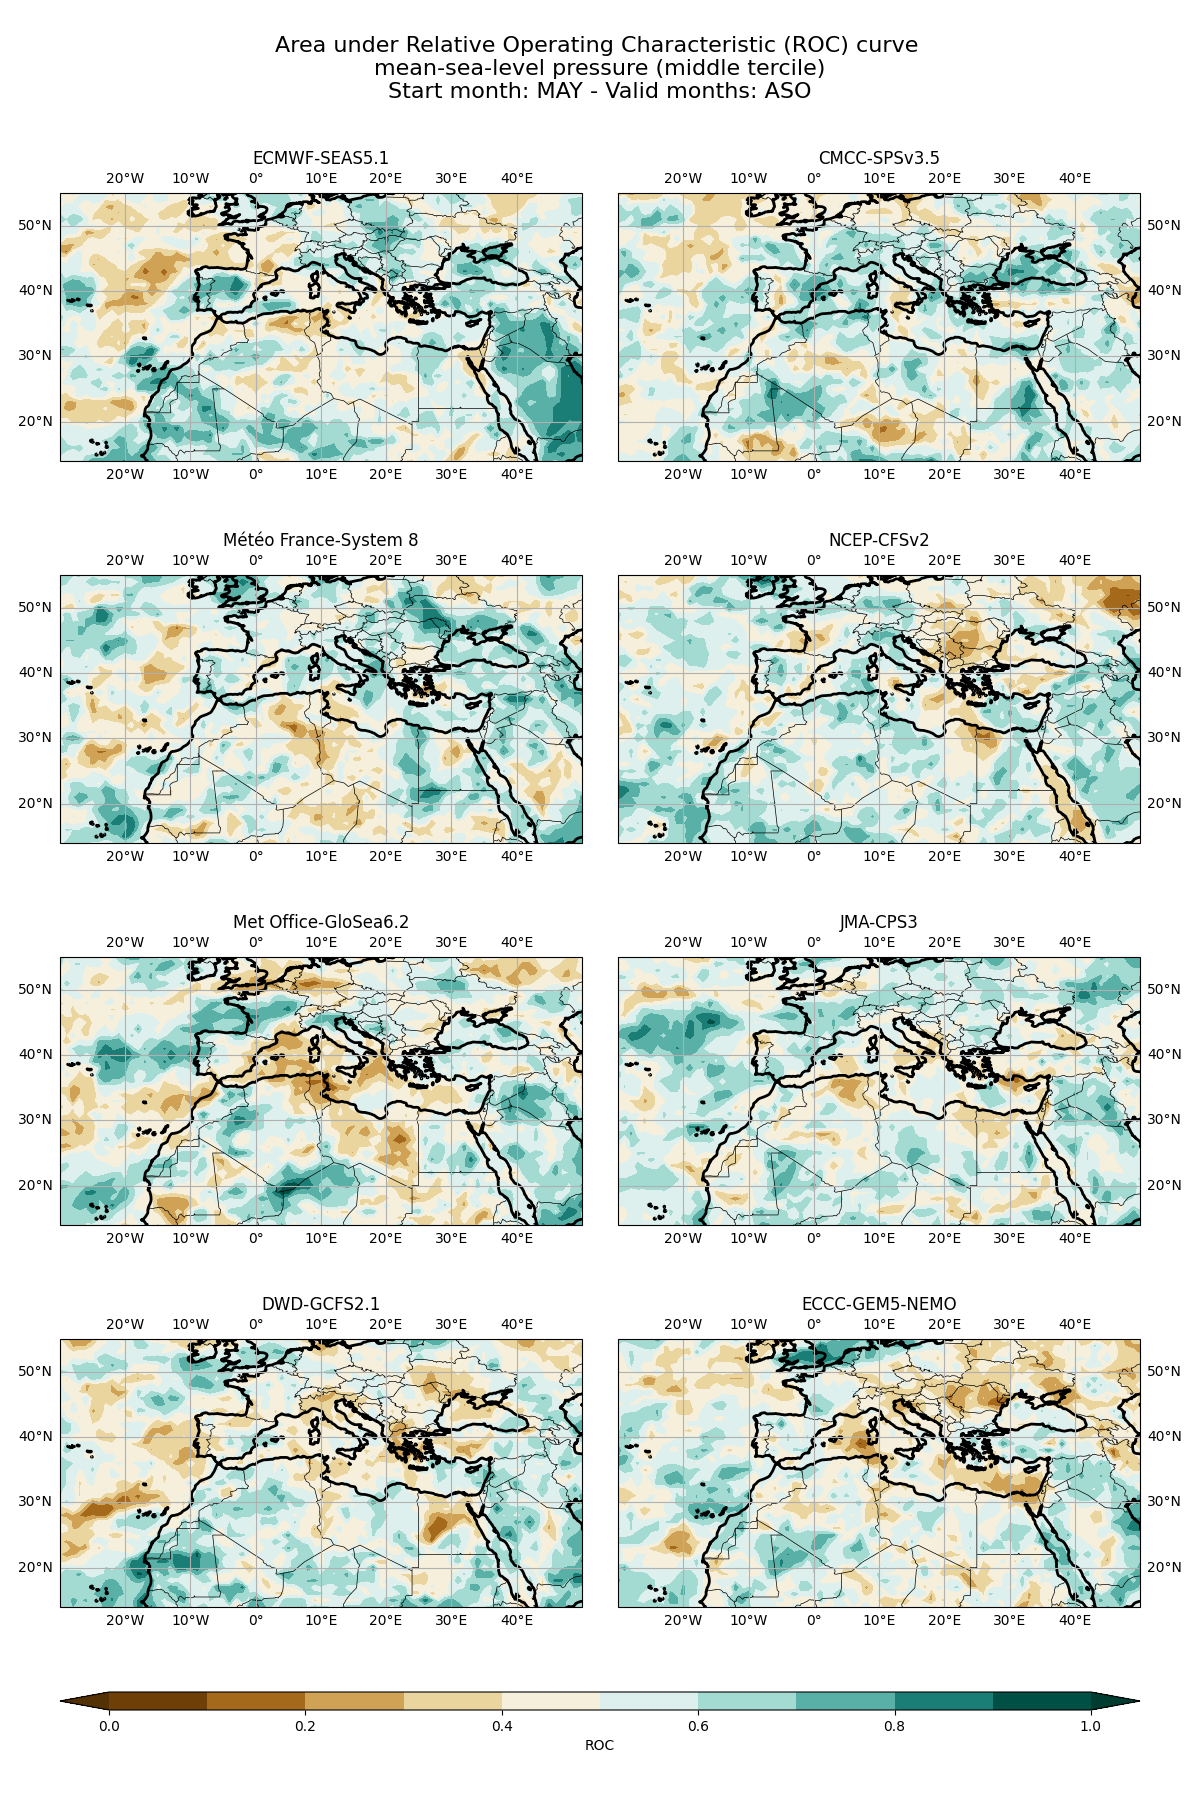 Area under Relative Operating Characteristic (ROC) curve
mean-sea-level pressure (middle tercile)
Start month: MAY - Valid months: ASO
ECMWF-SEAS5.1
20°W 10°W 0° 10°E 20°E 30°E 40°E
50°N
40°N
30°N
20°N
20°W 10°W 0° 10°E 20°E 30°E 40°E
CMCC-SPSv3.5
20°W 10°W 0° 10°E 20°E 30°E 40°E
50°N
40°N
30°N
20°N
20°W 10°W 0° 10°E 20°E 30°E 40°E
Météo France-System 8
20°W 10°W 0° 10°E 20°E 30°E 40°E
50°N
40°N
30°N
20°N
20°W 10°W 0° 10°E 20°E 30°E 40°E
NCEP-CFSv2
20°W 10°W 0° 10°E 20°E 30°E 40°E
50°N
40°N
30°N
20°N
20°W 10°W 0° 10°E 20°E 30°E 40°E
Met Office-GloSea6.2
20°W 10°W 0° 10°E 20°E 30°E 40°E
50°N
40°N
30°N
20°N
20°W 10°W 0° 10°E 20°E 30°E 40°E
JMA-CPS3
20°W 10°W 0° 10°E 20°E 30°E 40°E
50°N
40°N
30°N
20°N
20°W 10°W 0° 10°E 20°E 30°E 40°E
DWD-GCFS2.1
20°W 10°W 0° 10°E 20°E 30°E 40°E
50°N
40°N
30°N
20°N
20°W 10°W 0° 10°E 20°E 30°E 40°E
ECCC-GEM5-NEMO
20°W 10°W 0° 10°E 20°E 30°E 40°E
50°N
40°N
30°N
20°N
20°W 10°W 0° 10°E 20°E 30°E 40°E
0.0 0.2 0.4 0.6 0.8 1.0
ROC